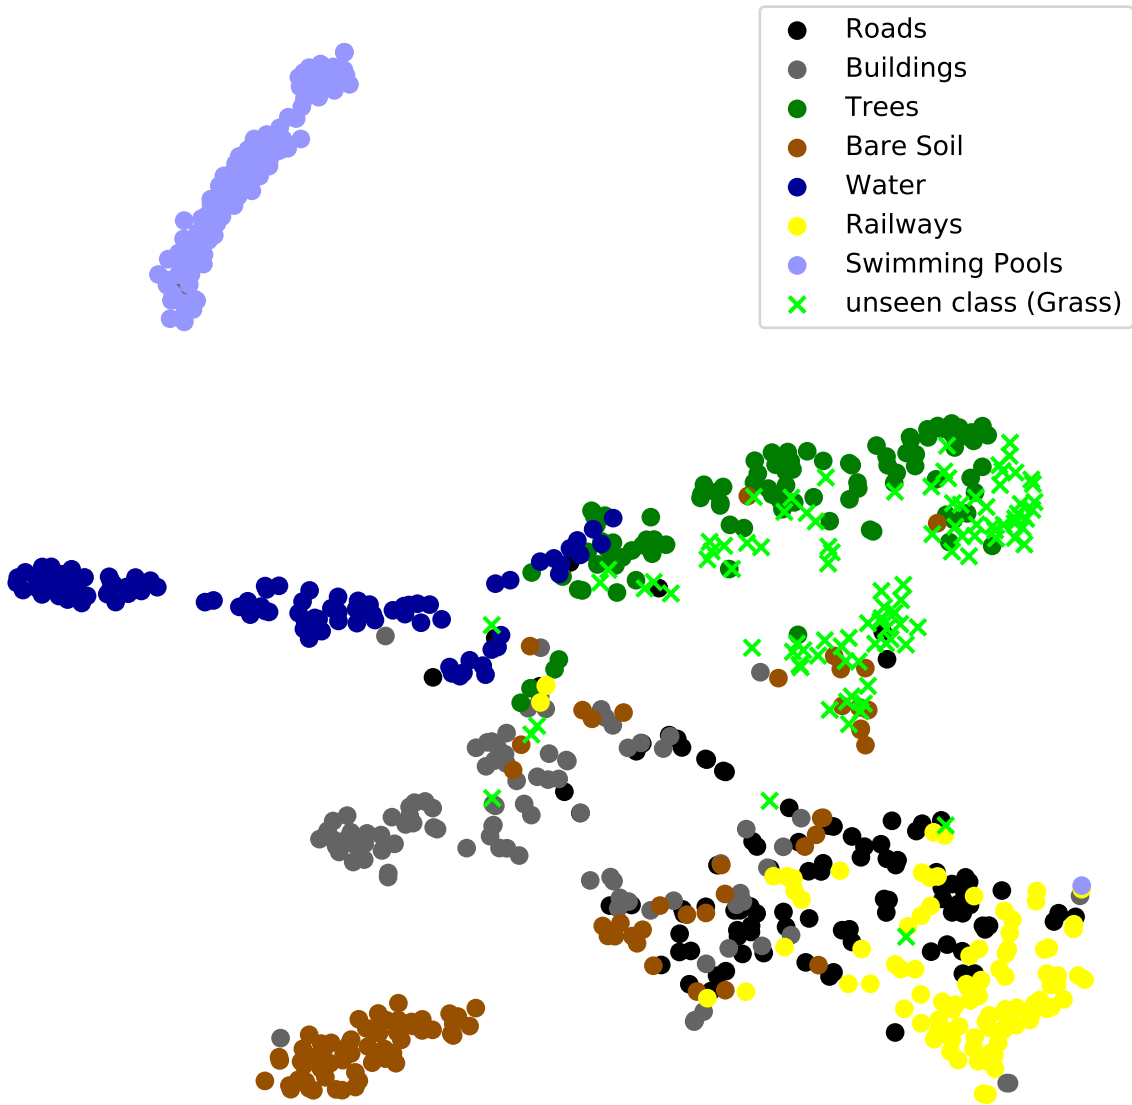 Roads
Buildings
Trees
Bare Soil
Water
Railways
Swimming Pools
unseen class (Grass)